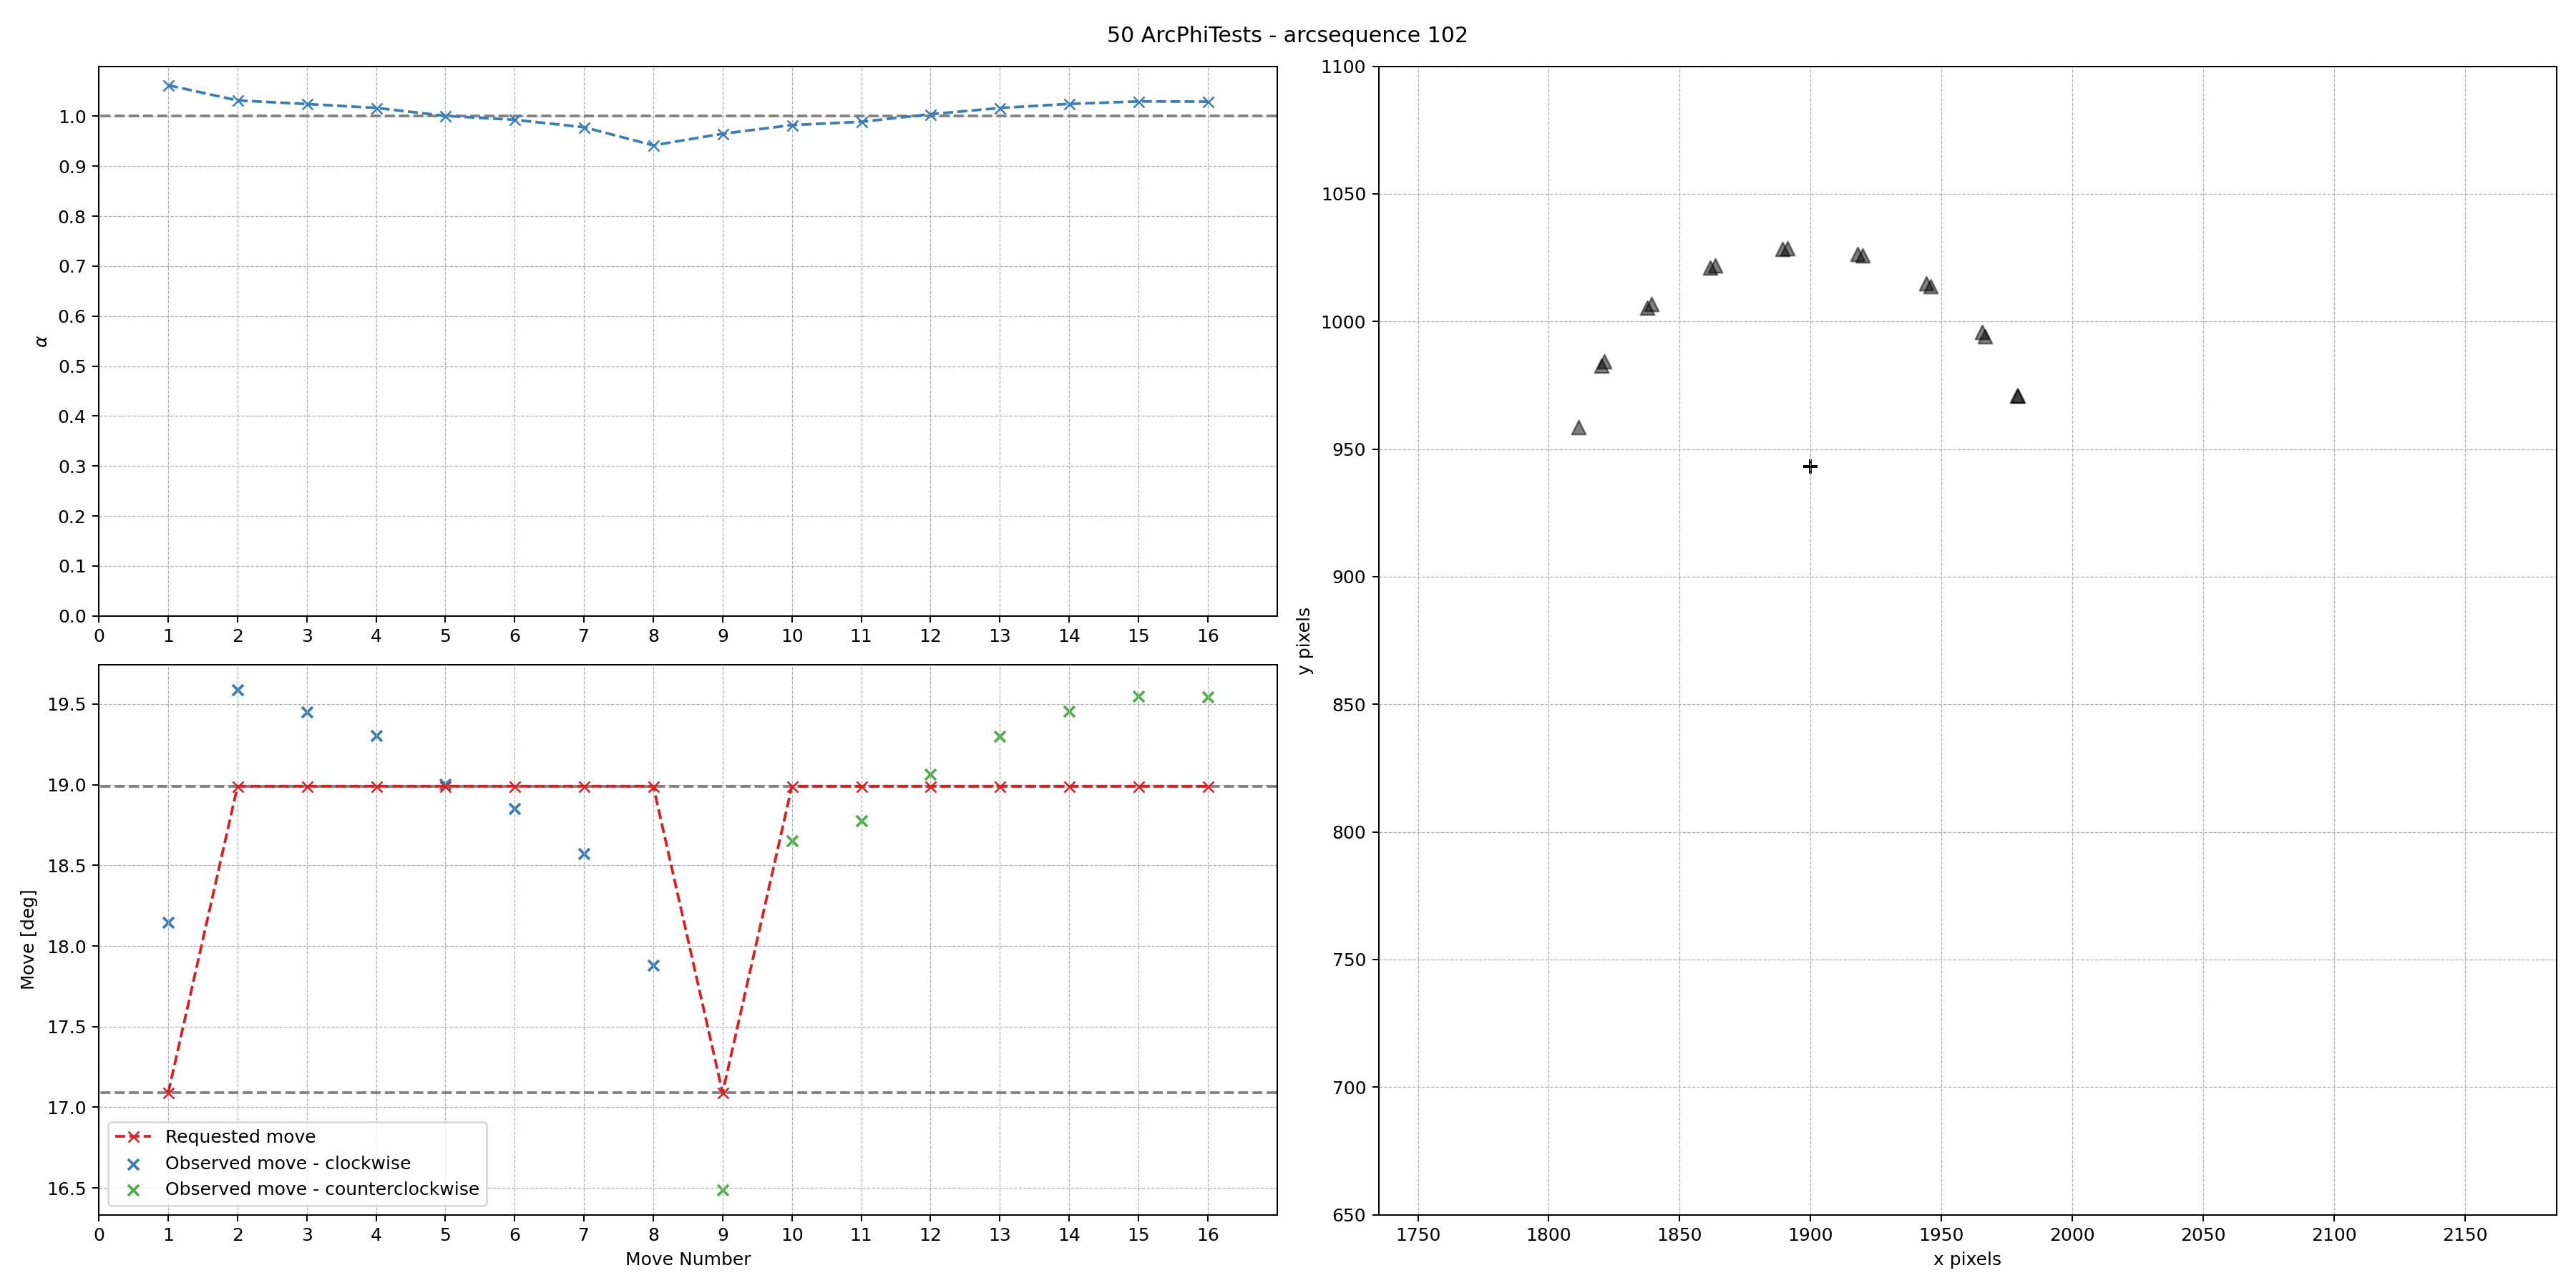 50 ArcPhiTests - arcsequence 102
1.0
0.9
0.8
0.7
0.6
0.5
0.4
0.3
0.2
0.1
0.0
α
0 1 2 3 4 5 6 7 8 9 10 11 12 13 14 15 16
19.5
19.0
18.5
18.0
17.5
17.0
16.5
Move [deg]
Requested move
Observed move - clockwise
Observed move - counterclockwise
0 1 2 3 4 5 6 7 8 9 10 11 12 13 14 15 16
Move Number
1100
1050
1000
950
900
850
800
750
700
650
y pixels
1750 1800 1850 1900 1950 2000 2050 2100 2150
x pixels